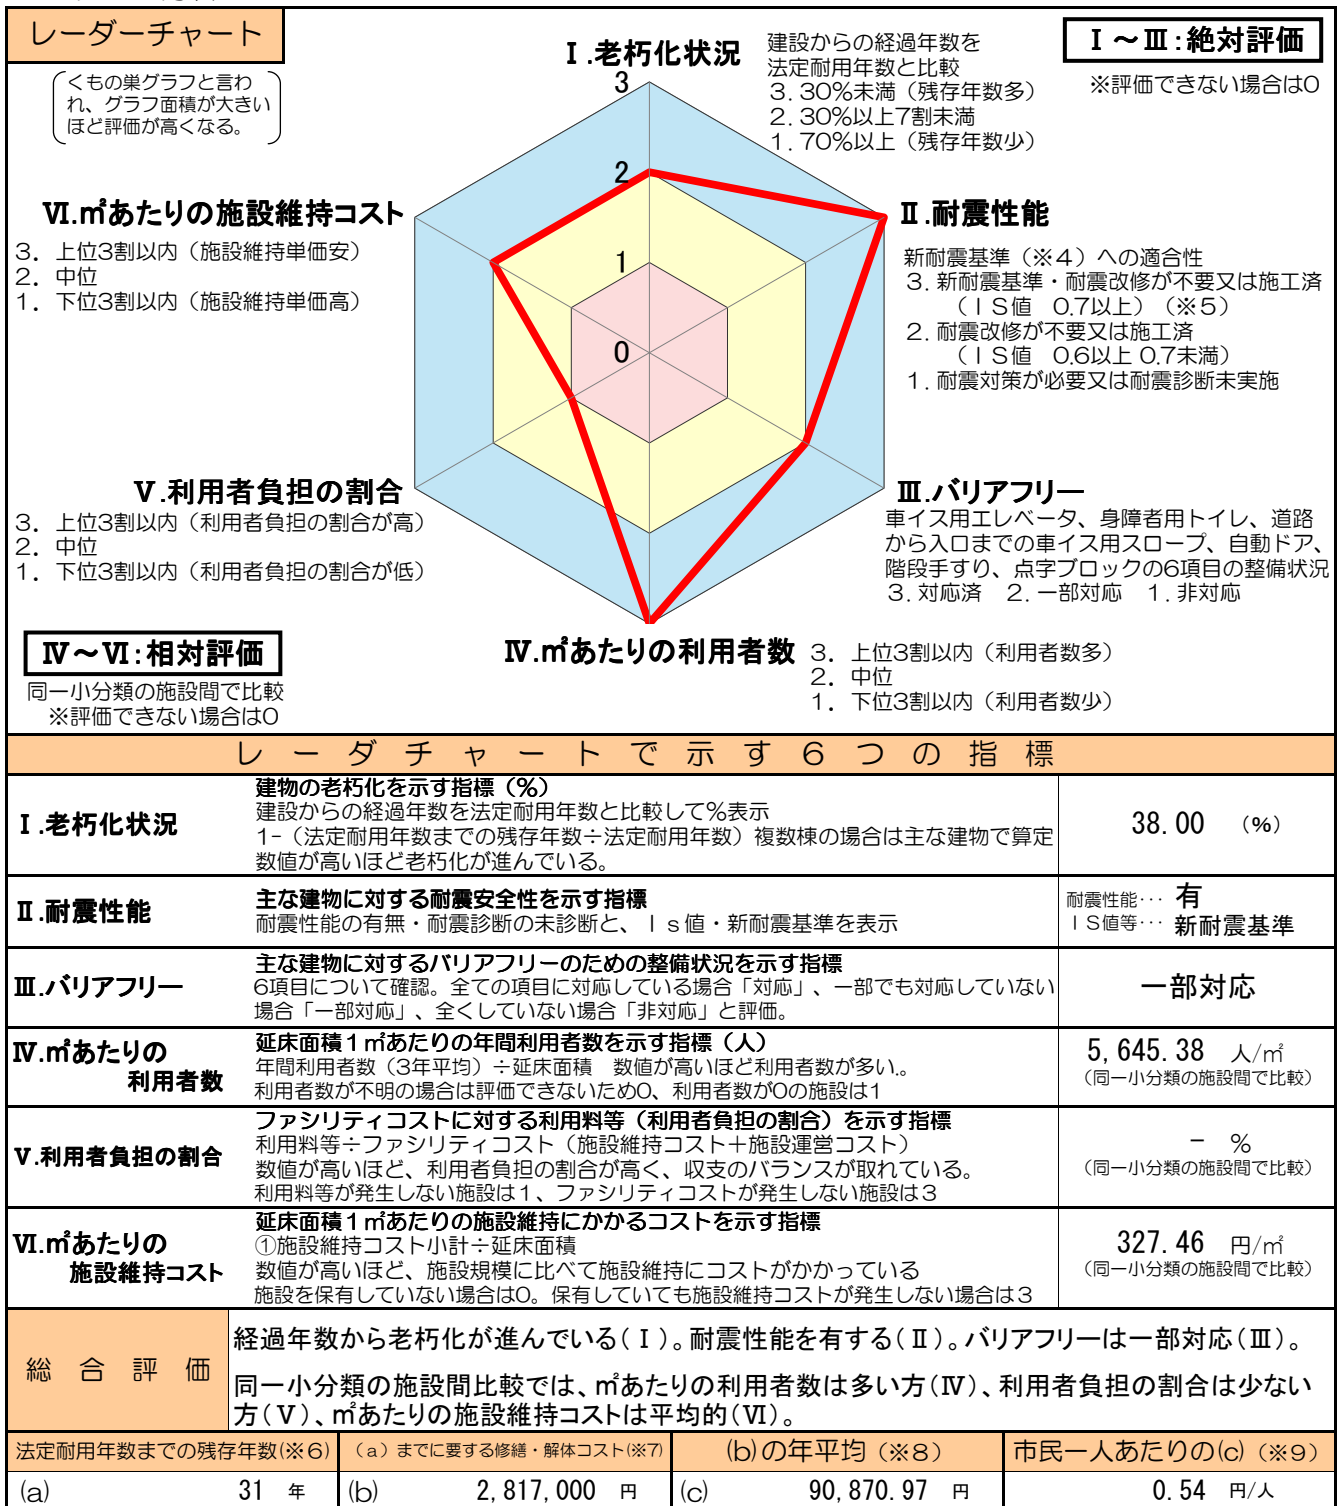 レーダーチャート
くもの巣グラフと言わ
れ、グラフ面積が大きい
ほど評価が高くなる。
Ⅰ～Ⅲ：絶対評価
※評価できない場合は0
Ⅰ.老朽化状況
建設からの経過年数を
法定耐用年数と比較
3．30％未満（残存年数多）
2．30％以上7割未満
1．70％以上（残存年数少）
3
2
1
0
Ⅱ.耐震性能
新耐震基準（※4）への適合性
3．新耐震基準・耐震改修が不要又は施工済
（ＩＳ値　0.7以上）（※5）
2．耐震改修が不要又は施工済
（ＩＳ値　0.6以上 0.7未満）
1．耐震対策が必要又は耐震診断未実施
Ⅵ.㎡あたりの施設維持コスト
3．上位3割以内（施設維持単価安）
2．中位
1．下位3割以内（施設維持単価高）
Ⅴ.利用者負担の割合
3．上位3割以内（利用者負担の割合が高）
2．中位
1．下位3割以内（利用者負担の割合が低）
Ⅲ.バリアフリー
車イス用エレベータ、身障者用トイレ、道路
から入口までの車イス用スロープ、自動ドア、
階段手すり、点字ブロックの6項目の整備状況
3．対応済　2．一部対応　1．非対応
Ⅳ～Ⅵ：相対評価
同一小分類の施設間で比較
※評価できない場合は0
Ⅳ.㎡あたりの利用者数
3．上位3割以内（利用者数多）
2．中位
1．下位3割以内（利用者数少）
レーダチャートで示す6つの指標
Ⅰ.老朽化状況
建物の老朽化を示す指標（％）
建設からの経過年数を法定耐用年数と比較して％表示
1-（法定耐用年数までの残存年数÷法定耐用年数）複数棟の場合は主な建物で算定
数値が高いほど老朽化が進んでいる。
38.00　（％）
Ⅱ.耐震性能
主な建物に対する耐震安全性を示す指標
耐震性能の有無・耐震診断の未診断と、Ｉｓ値・新耐震基準を表示
耐震性能… 有
ＩＳ値等… 新耐震基準
Ⅲ.バリアフリー
主な建物に対するバリアフリーのための整備状況を示す指標
6項目について確認。全ての項目に対応している場合「対応」、一部でも対応していない
場合「一部対応」、全くしていない場合「非対応」と評価。
一部対応
Ⅳ.㎡あたりの
利用者数
延床面積１㎡あたりの年間利用者数を示す指標（人）
年間利用者数（3年平均）÷延床面積　数値が高いほど利用者数が多い。
利用者数が不明の場合は評価できないため0、利用者数が0の施設は1
5,645.38　人/㎡
（同一小分類の施設間で比較）
Ⅴ.利用者負担の割合
ファシリティコストに対する利用料等（利用者負担の割合）を示す指標
利用料等÷ファシリティコスト（施設維持コスト＋施設運営コスト）
数値が高いほど、利用者負担の割合が高く、収支のバランスが取れている。
利用料等が発生しない施設は１、ファシリティコストが発生しない施設は３
-　％
（同一小分類の施設間で比較）
Ⅵ.㎡あたりの
施設維持コスト
延床面積１㎡あたりの施設維持にかかるコストを示す指標
①施設維持コスト小計÷延床面積
数値が高いほど、施設規模に比べて施設維持にコストがかかっている
施設を保有していない場合は0。保有していても施設維持コストが発生しない場合は３
327.46　円/㎡
（同一小分類の施設間で比較）
総合評価
経過年数から老朽化が進んでいる（Ⅰ）。耐震性能を有する（Ⅱ）。バリアフリーは一部対応（Ⅲ）。
同一小分類の施設間比較では、㎡あたりの利用者数は多い方（Ⅳ）、利用者負担の割合は少ない
方（Ⅴ）、㎡あたりの施設維持コストは平均的（Ⅵ）。
法定耐用年数までの残存年数(※6)
（a）までに要する修繕・解体コスト(※7)
(b)の年平均（※8）
市民一人あたりの(c)（※9）
(a)　31　年
(b)　2,817,000　円
(c)　90,870.97　円
0.54　円/人